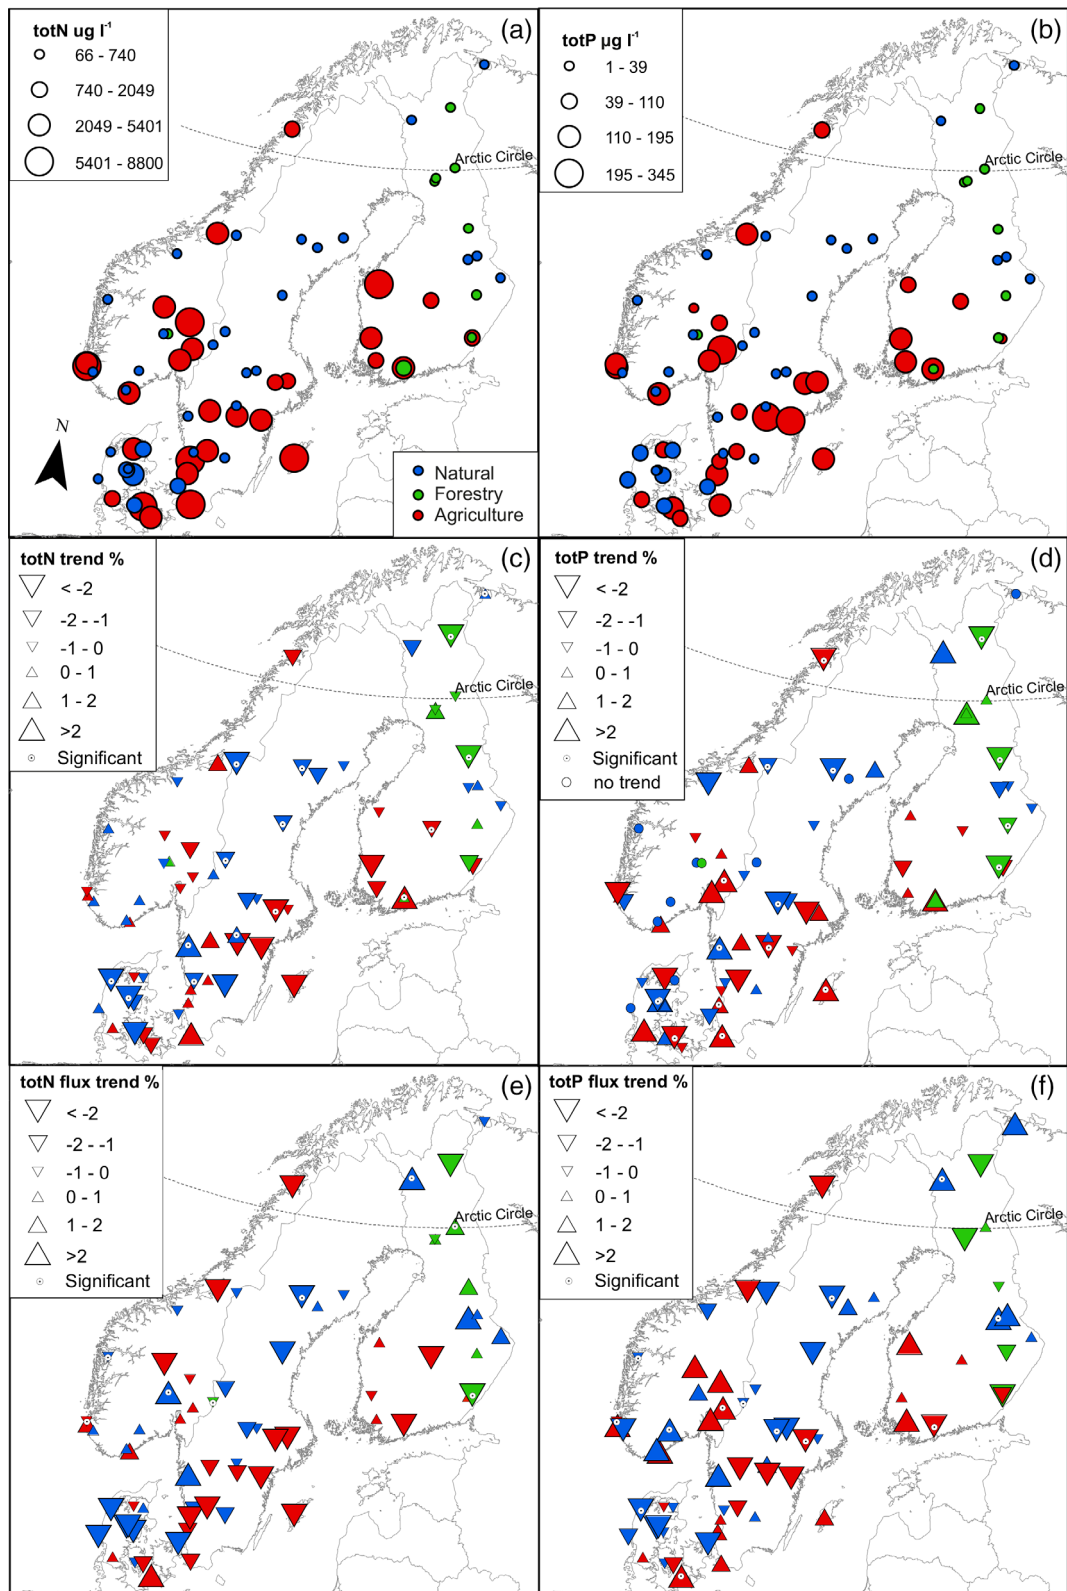 totN ug l⁻¹
66 - 740
740 - 2049
2049 - 5401
5401 - 8800
(a)
Arctic Circle
N
Natural
Forestry
Agriculture
totP µg l⁻¹
1 - 39
39 - 110
110 - 195
195 - 345
(b)
Arctic Circle
totN trend %
< -2
-2 - -1
-1 - 0
0 - 1
1 - 2
>2
Significant
(c)
Arctic Circle
totP trend %
< -2
-2 - -1
-1 - 0
0 - 1
1 - 2
>2
Significant
no trend
(d)
Arctic Circle
totN flux trend %
< -2
-2 - -1
-1 - 0
0 - 1
1 - 2
>2
Significant
(e)
Arctic Circle
totP flux trend %
< -2
-2 - -1
-1 - 0
0 - 1
1 - 2
>2
Significant
(f)
Arctic Circle